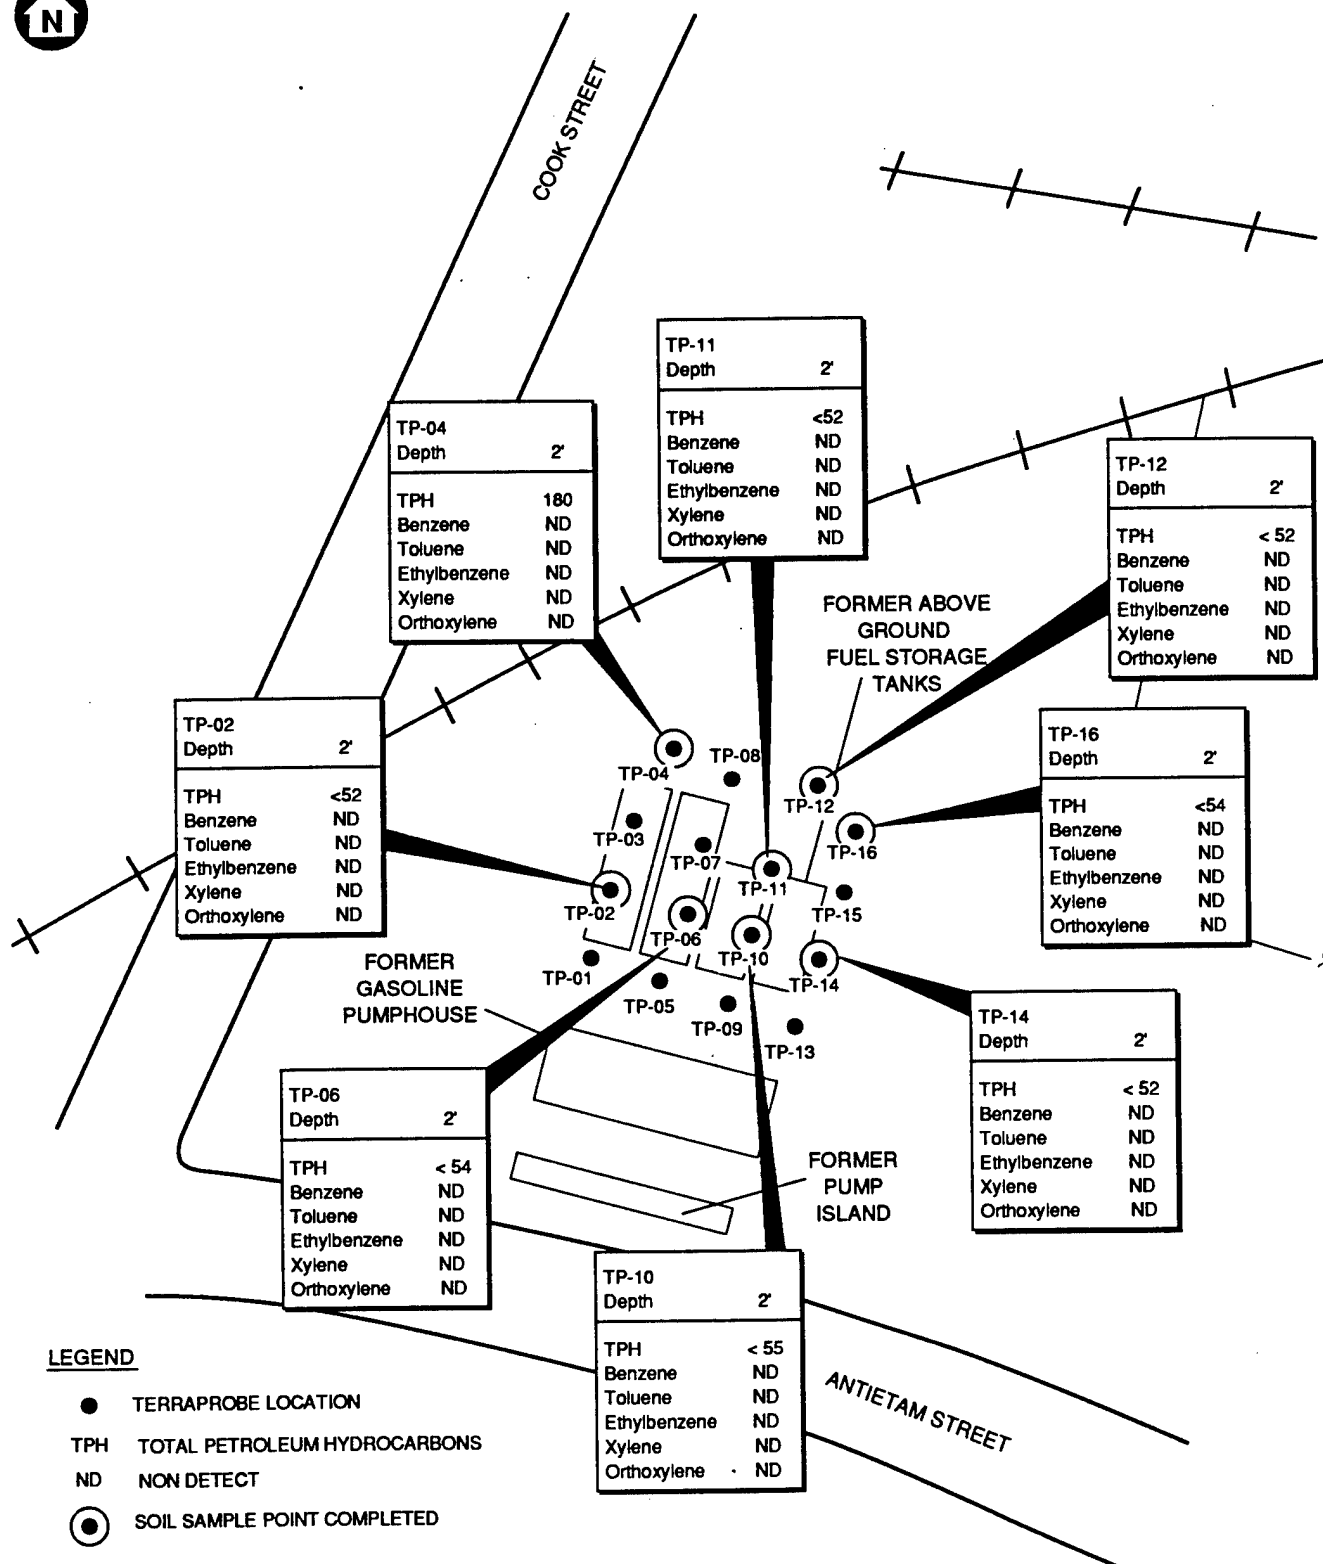 N
COOK STREET
TP-11
Depth 2'
TPH <52
Benzene ND
Toluene ND
Ethylbenzene ND
Xylene ND
Orthoxylene ND
TP-04
Depth 2'
TPH 180
Benzene ND
Toluene ND
Ethylbenzene ND
Xylene ND
Orthoxylene ND
TP-12
Depth 2'
TPH < 52
Benzene ND
Toluene ND
Ethylbenzene ND
Xylene ND
Orthoxylene ND
FORMER ABOVE
GROUND
FUEL STORAGE
TANKS
TP-02
Depth 2'
TPH <52
Benzene ND
Toluene ND
Ethylbenzene ND
Xylene ND
Orthoxylene ND
TP-16
Depth 2'
TPH <54
Benzene ND
Toluene ND
Ethylbenzene ND
Xylene ND
Orthoxylene ND
TP-08
TP-04
TP-12
TP-03
TP-07
TP-16
TP-11
TP-02
TP-15
TP-06
TP-10
TP-01
TP-14
TP-05
TP-09
TP-13
FORMER
GASOLINE
PUMPHOUSE
TP-14
Depth 2'
TPH < 52
Benzene ND
Toluene ND
Ethylbenzene ND
Xylene ND
Orthoxylene ND
TP-06
Depth 2'
TPH < 54
Benzene ND
Toluene ND
Ethylbenzene ND
Xylene ND
Orthoxylene ND
FORMER
PUMP
ISLAND
TP-10
Depth 2'
TPH < 55
Benzene ND
Toluene ND
Ethylbenzene ND
Xylene ND
Orthoxylene ND
ANTIETAM STREET
LEGEND
TERRAPROBE LOCATION
TPH TOTAL PETROLEUM HYDROCARBONS
ND NON DETECT
SOIL SAMPLE POINT COMPLETED